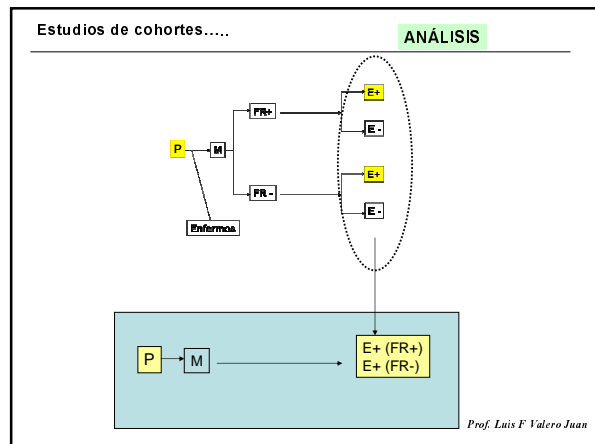 Estudios de cohortes.....
ANÁLISIS
E+
FR+
E -
P
M
E+
FR -
E -
Enfermos
P
M
E+ (FR+)
E+ (FR-)
Prof. Luis F Valero Juan